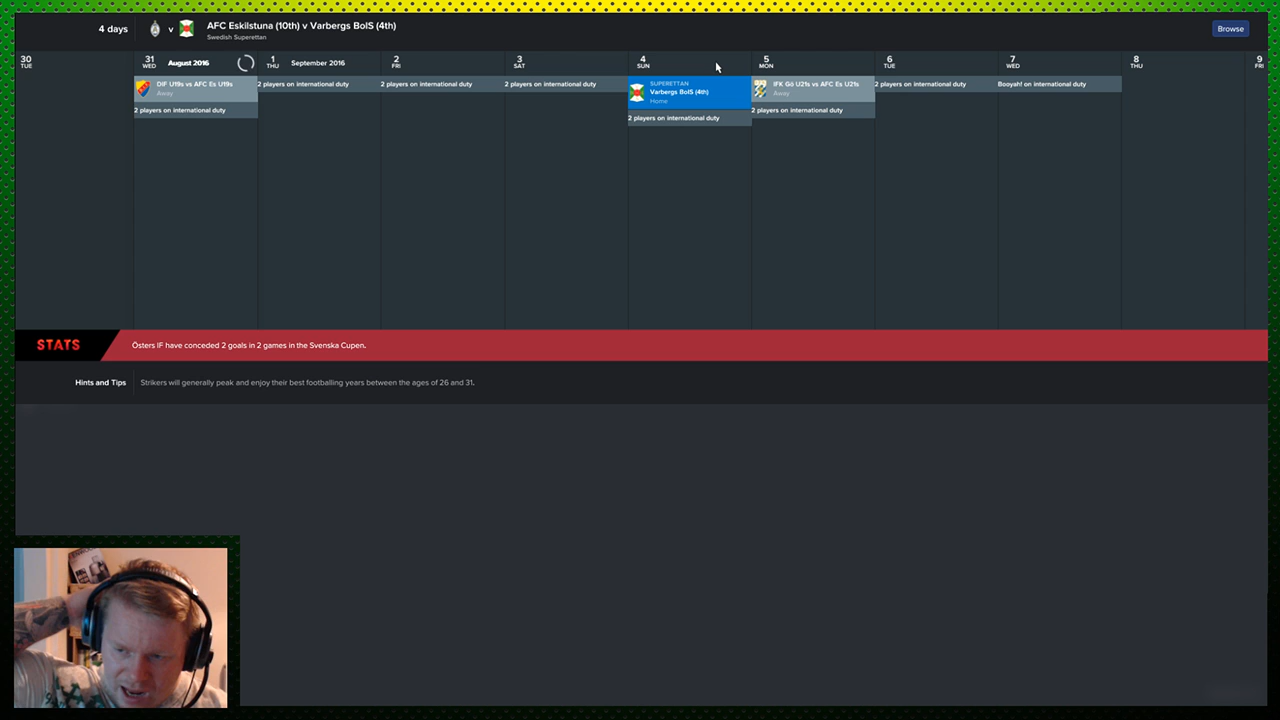 4 days
v
AFC Eskilstuna (10th) v Varbergs BoIS (4th)
Swedish Superettan
Browse
30
TUE
31
WED
August 2016
1
THU
September 2016
2
FRI
3
SAT
4
SUN
5
MON
6
TUE
7
WED
8
THU
9
FRI
DIF U19s vs AFC Es U19s
Away
2 players on international duty
2 players on international duty
2 players on international duty
2 players on international duty
SUPERETTAN
Varbergs BoIS (4th)
Home
2 players on international duty
IFK Gö U21s vs AFC Es U21s
Away
2 players on international duty
2 players on international duty
Booyah! on international duty
STATS
Östers IF have conceded 2 goals in 2 games in the Svenska Cupen.
Hints and Tips
Strikers will generally peak and enjoy their best footballing years between the ages of 26 and 31.